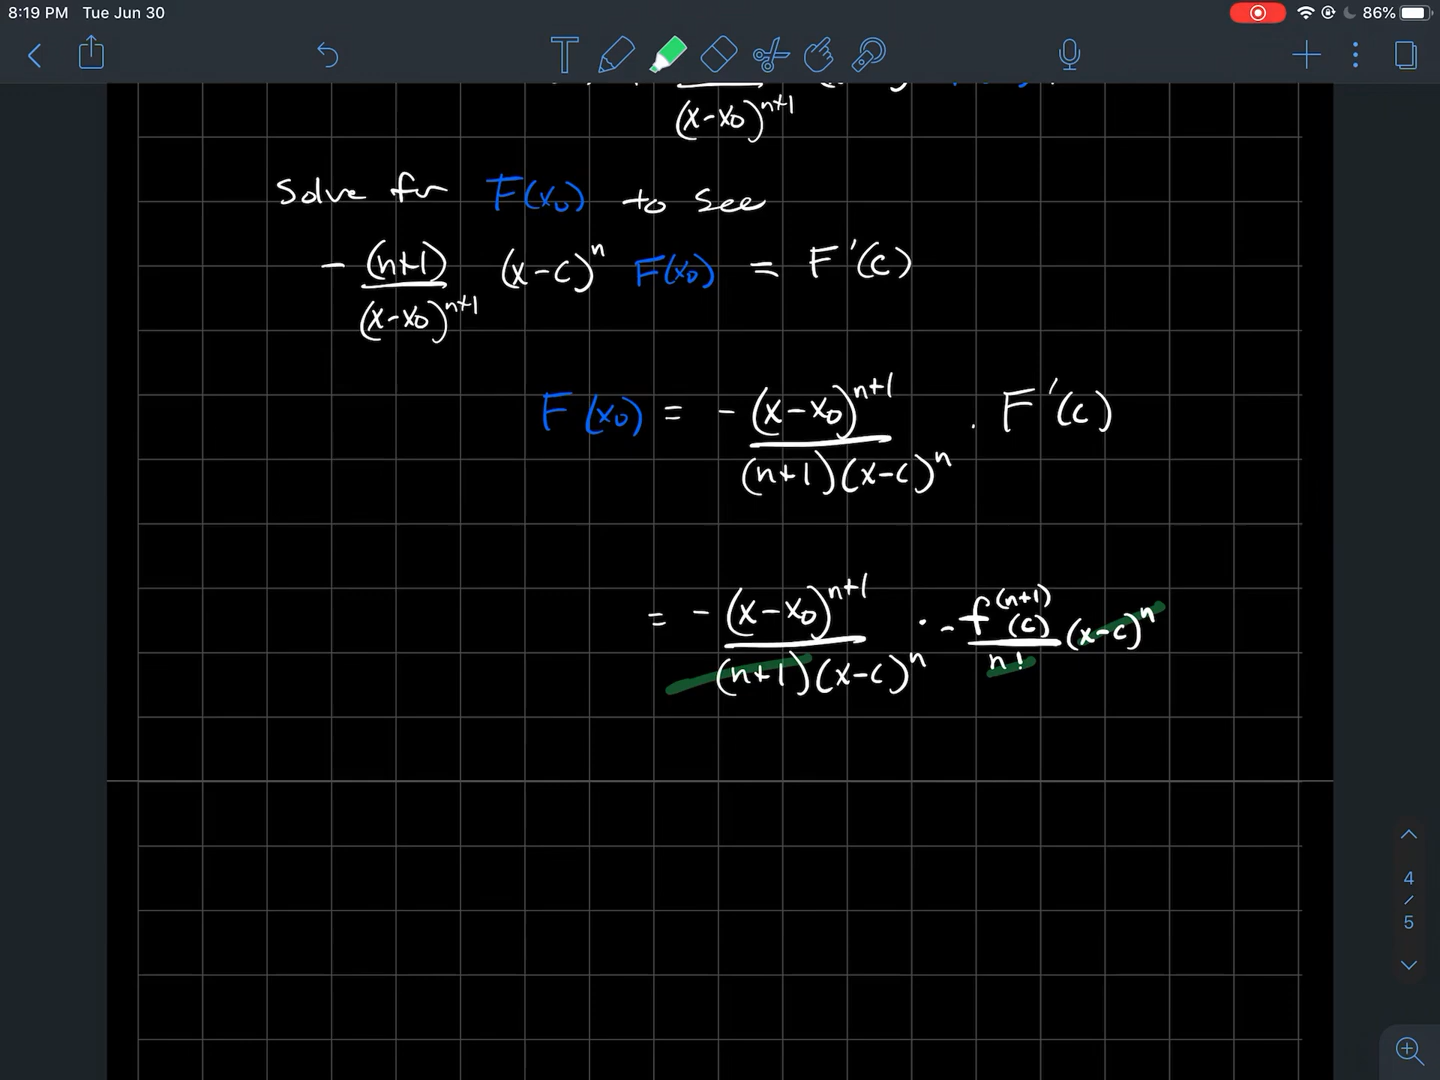 8:19 PM Tue Jun 30 86%
T
(x-x₀)ⁿ⁺¹
Solve for F(x₀) to see
- (n+1)/(x-x₀)ⁿ⁺¹ (x-c)ⁿ F(x₀) = F'(c)
F(x₀) = - (x-x₀)ⁿ⁺¹/(n+1)(x-c)ⁿ · F'(c)
= - (x-x₀)ⁿ⁺¹/(n+1)(x-c)ⁿ · - f⁽ⁿ⁺¹⁾(c)/n! (x-c)ⁿ
4
/
5